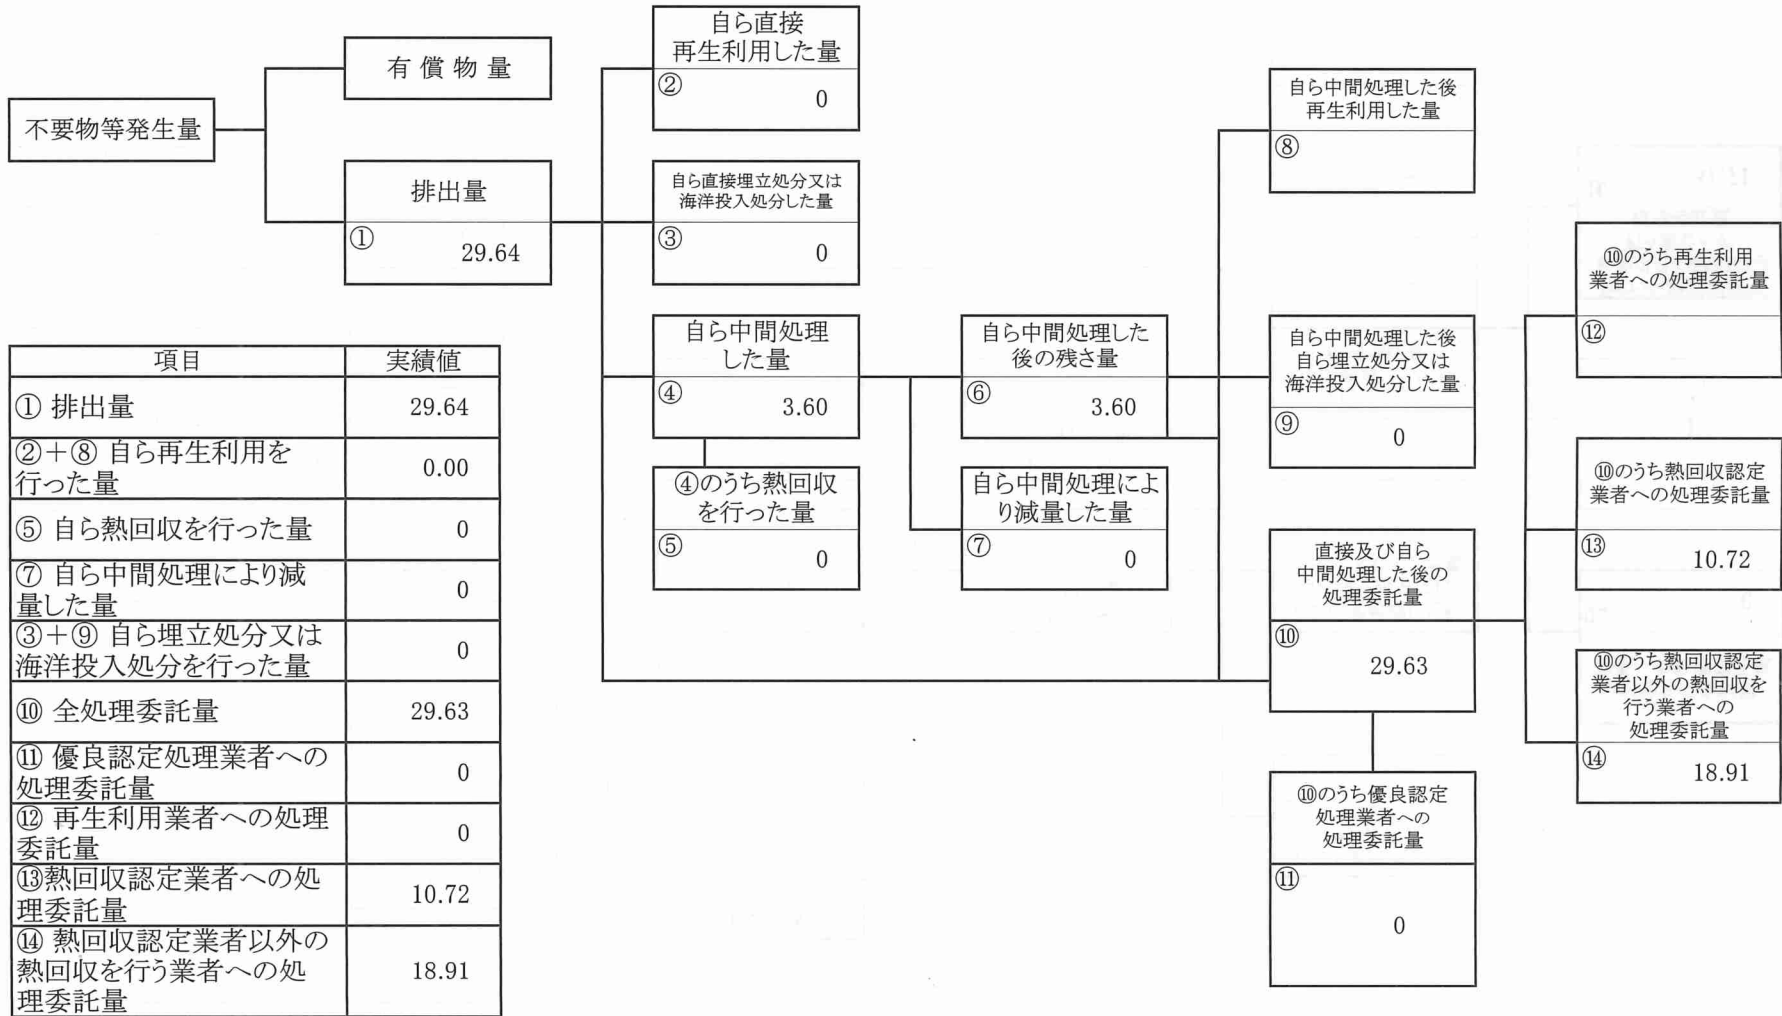 不要物等発生量
有償物量
排出量
① 29.64
自ら直接
再生利用した量
② 0
自ら直接埋立処分又は
海洋投入処分した量
③ 0
自ら中間処理
した量
④ 3.60
④のうち熱回収
を行った量
⑤ 0
自ら中間処理した
後の残さ量
⑥ 3.60
自ら中間処理によ
り減量した量
⑦ 0
自ら中間処理した後
再生利用した量
⑧
自ら中間処理した後
自ら埋立処分又は
海洋投入処分した量
⑨ 0
直接及び自ら
中間処理した後の
処理委託量
⑩ 29.63
⑩のうち優良認定
処理業者への
処理委託量
⑪ 0
⑩のうち再生利用
業者への処理委託量
⑫
⑩のうち熱回収認定
業者への処理委託量
⑬ 10.72
⑩のうち熱回収認定
業者以外の熱回収を
行う業者への
処理委託量
⑭ 18.91
項目 実績値
① 排出量 29.64
②+⑧ 自ら再生利用を
行った量 0.00
⑤ 自ら熱回収を行った量 0
⑦ 自ら中間処理により減
量した量 0
③+⑨ 自ら埋立処分又は
海洋投入処分を行った量 0
⑩ 全処理委託量 29.63
⑪ 優良認定処理業者への
処理委託量 0
⑫ 再生利用業者への処理
委託量 0
⑬熱回収認定業者への処
理委託量 10.72
⑭ 熱回収認定業者以外の
熱回収を行う業者への処
理委託量 18.91